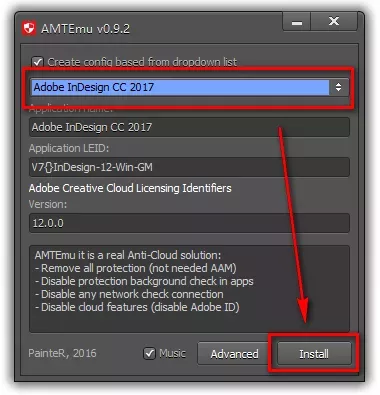 AMTEmu v0.9.2
Create config based from dropdown list
Adobe InDesign CC 2017
Application name:
Adobe InDesign CC 2017
Application LEID:
V7{}InDesign-12-Win-GM
Adobe Creative Cloud Licensing Identifiers
Version:
12.0.0
AMTEmu it is a real Anti-Cloud solution:
- Remove all protection (not needed AAM)
- Disable protection background check in apps
- Disable any network check connection
- Disable cloud features (disable Adobe ID)
PainteR, 2016
Music
Advanced
Install